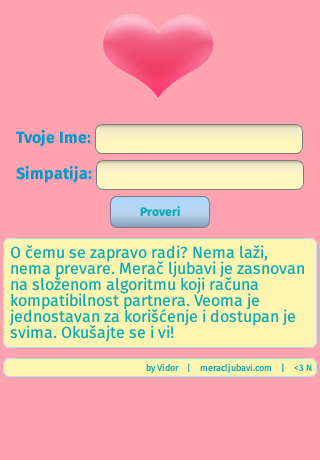 Tvoje Ime:
Simpatija:
Proveri
O čemu se zapravo radi? Nema laži,
nema prevare. Merač ljubavi je zasnovan
na složenom algoritmu koji računa
kompatibilnost partnera. Veoma je
jednostavan za korišćenje i dostupan je
svima. Okušajte se i vi!
by Vidor | meracljubavi.com | <3 N